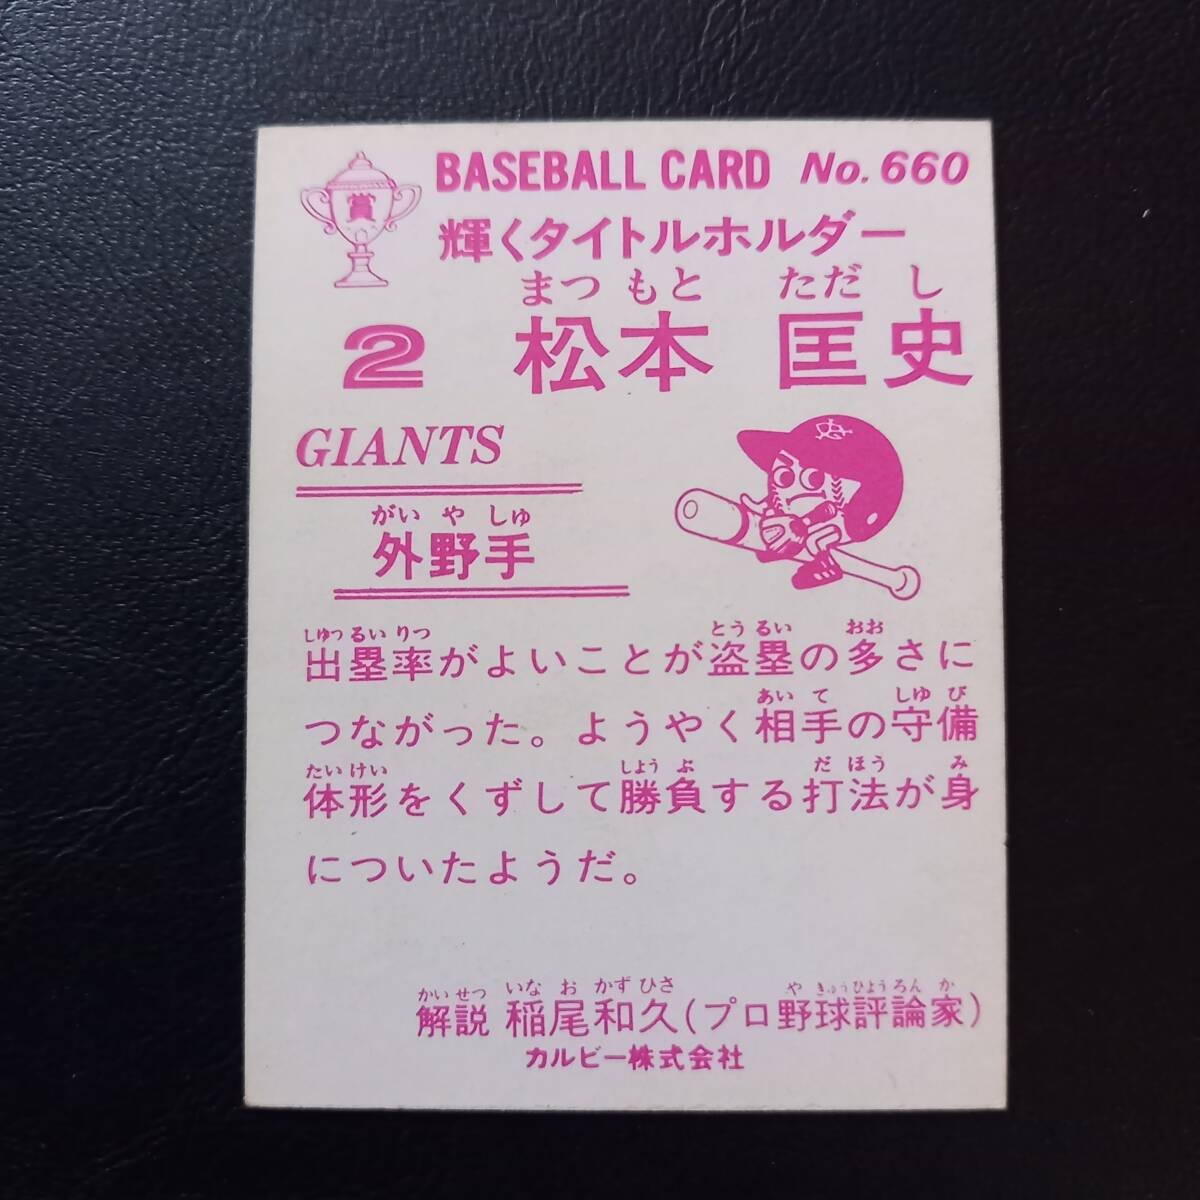 賞
BASEBALL CARD No. 660
輝くタイトルホルダー
まつ もと ただ し
2 松本 匡史
GIANTS
がい や しゅ
外野手
しゅつ るい りつ とう るい おお
出塁率がよいことが盗塁の多さに
あい て しゆ び
つながった。ようやく相手の守備
たい けい しよう ぶ だ ほう み
体形をくずして勝負する打法が身
についたようだ。
かい せつ いな お かず ひさ や きゅう ひょう ろん か
解説 稲尾和久(プロ野球評論家)
カルビー株式会社